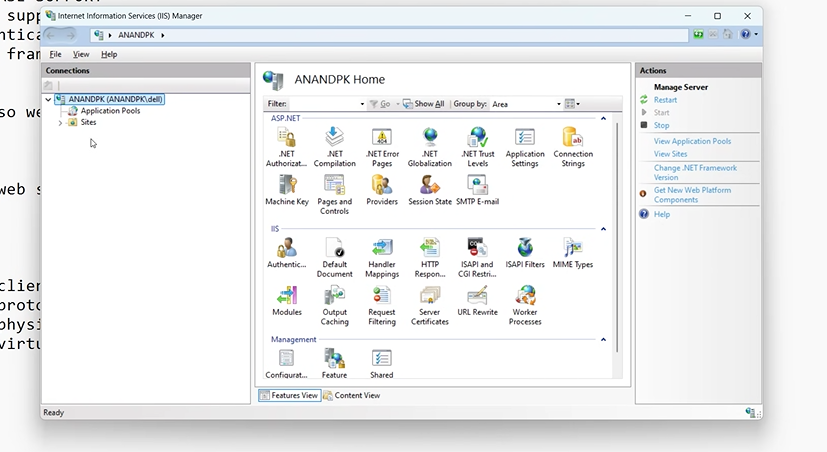 supp
Internet Information Services (IIS) Manager
entica
ANANDPK
fram
File View Help
Connections
ANANDPK (ANANDPK\dell)
Application Pools
Sites
so we
web s
clien
proto
physi
virtu
ANANDPK Home
Filter: Go Show All Group by: Area
ASP.NET
.NET Authorizat...
.NET Compilation
.NET Error Pages
.NET Globalization
.NET Trust Levels
Application Settings
Connection Strings
Machine Key
Pages and Controls
Providers
Session State
SMTP E-mail
IIS
Authentic...
Default Document
Handler Mappings
HTTP Respon...
ISAPI and CGI Restri...
ISAPI Filters
MIME Types
Modules
Output Caching
Request Filtering
Server Certificates
URL Rewrite
Worker Processes
Management
Configurat...
Feature
Shared
Features View Content View
Actions
Manage Server
Restart
Start
Stop
View Application Pools
View Sites
Change .NET Framework
Version
Get New Web Platform
Components
Help
Ready